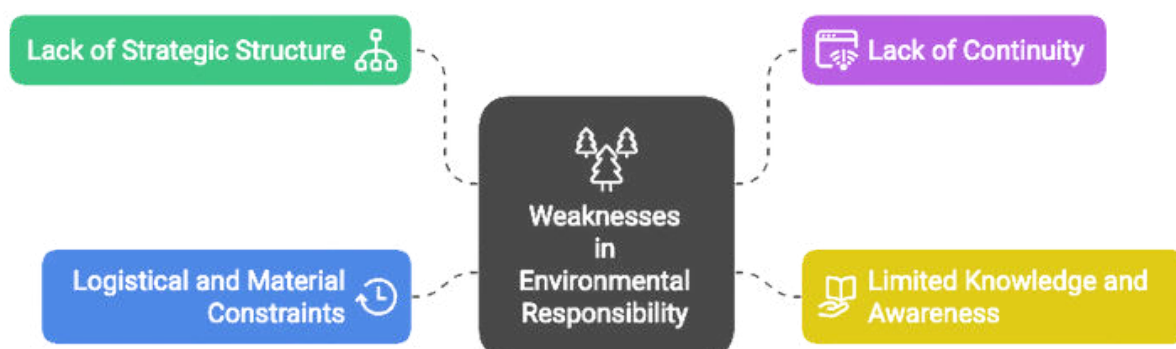 Lack of Strategic Structure
Lack of Continuity
Weaknesses
in
Environmental
Responsibility
Logistical and Material
Constraints
Limited Knowledge and
Awareness